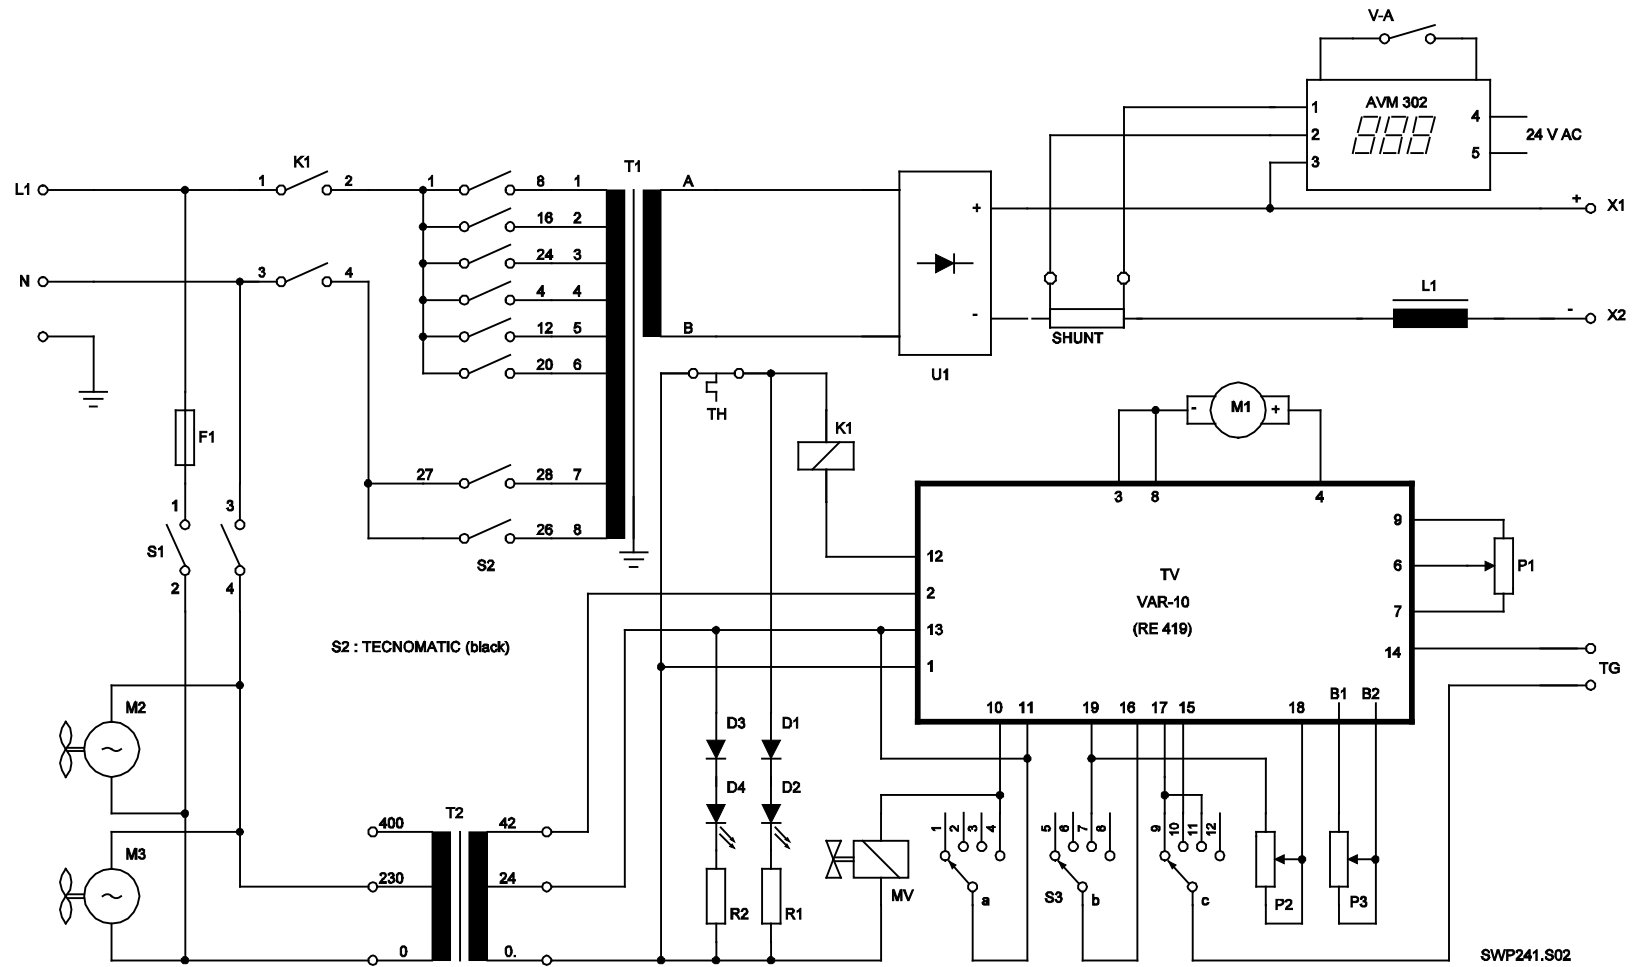 V-A
AVM 302
1
2
3
4
5
24 V AC
L1
K1
1
2
1
8
1
T1
A
16
2
24
3
+
+
X1
N
3
4
4
4
12
5
B
L1
-
-
X2
SHUNT
20
6
U1
TH
K1
F1
-
M1
+
27
28
7
3
8
4
1
3
26
8
9
S1
S2
12
6
P1
2
4
TV
2
VAR-10
7
13
(RE 419)
S2 : TECNOMATIC (black)
1
14
TG
M2
10
11
19
16
17
15
18
B1
B2
D3
D1
D4
D2
T2
400
42
1
2
3
4
5
6
7
8
9
10
11
12
M3
230
24
MV
a
S3
b
c
P2
P3
R2
R1
0
0.
SWP241.S02